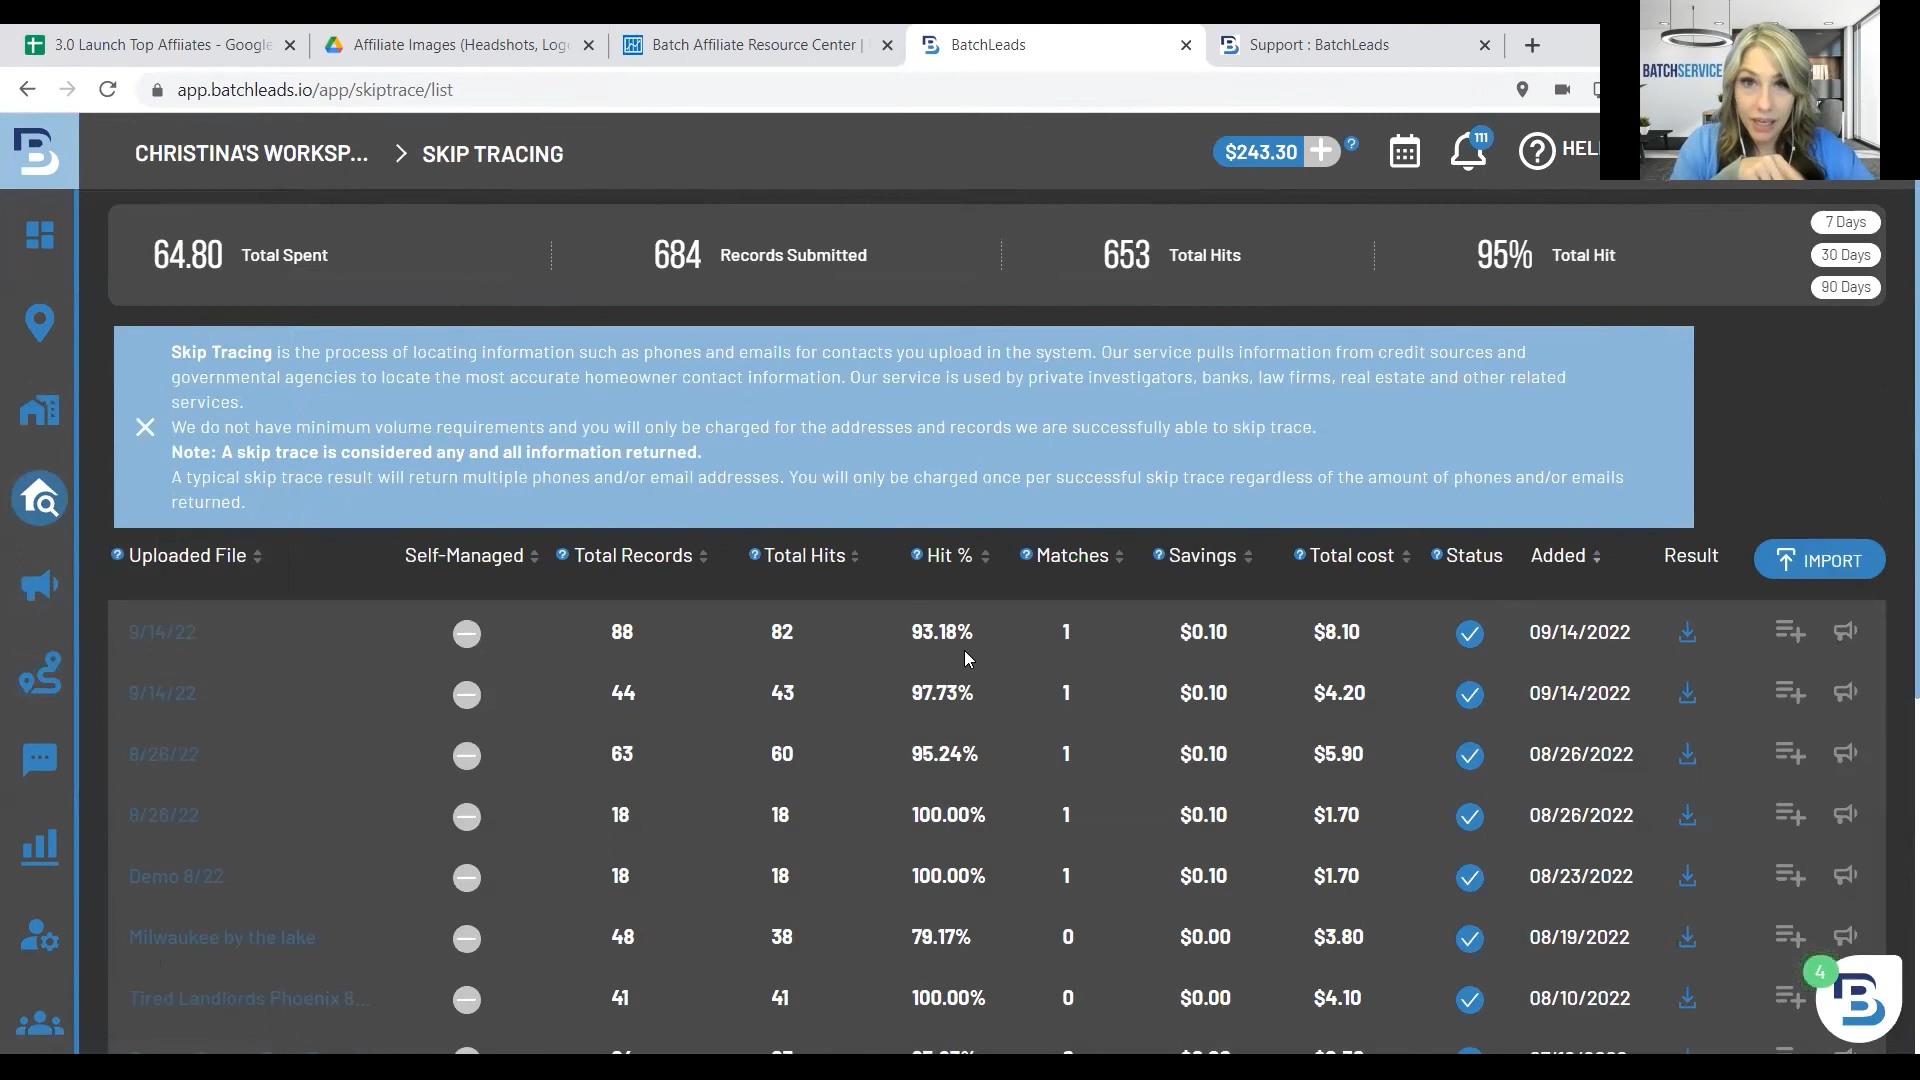 3.0 Launch Top Affiiates - Google
Affiliate Images (Headshots, Logo
Batch Affiliate Resource Center |
BatchLeads
Support : BatchLeads
app.batchleads.io/app/skiptrace/list
BATCHSERVICE
CHRISTINA'S WORKSP... > SKIP TRACING
$243.30
111
HEL
64.80 Total Spent
684 Records Submitted
653 Total Hits
95% Total Hit
7 Days
30 Days
90 Days
Skip Tracing is the process of locating information such as phones and emails for contacts you upload in the system. Our service pulls information from credit sources and
governmental agencies to locate the most accurate homeowner contact information. Our service is used by private investigators, banks, law firms, real estate and other related
services.
We do not have minimum volume requirements and you will only be charged for the addresses and records we are successfully able to skip trace.
Note: A skip trace is considered any and all information returned.
A typical skip trace result will return multiple phones and/or email addresses. You will only be charged once per successful skip trace regardless of the amount of phones and/or emails
returned.
Uploaded File Self-Managed Total Records Total Hits Hit % Matches Savings Total cost Status Added Result IMPORT
9/14/22 88 82 93.18% 1 $0.10 $8.10 09/14/2022
9/14/22 44 43 97.73% 1 $0.10 $4.20 09/14/2022
8/26/22 63 60 95.24% 1 $0.10 $5.90 08/26/2022
8/26/22 18 18 100.00% 1 $0.10 $1.70 08/26/2022
Demo 8/22 18 18 100.00% 1 $0.10 $1.70 08/23/2022
Milwaukee by the lake 48 38 79.17% 0 $0.00 $3.80 08/19/2022
Tired Landlords Phoenix 8... 41 41 100.00% 0 $0.00 $4.10 08/10/2022
4